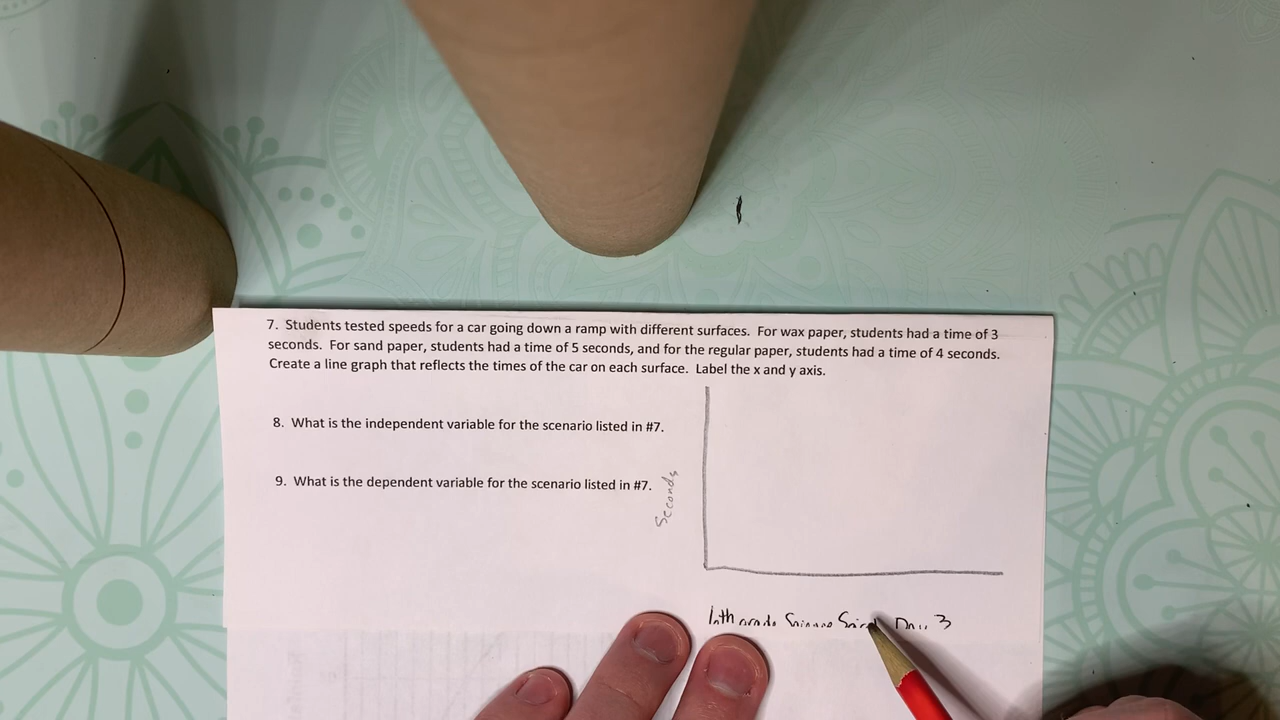 7. Students tested speeds for a car going down a ramp with different surfaces. For wax paper, students had a time of 3
seconds. For sand paper, students had a time of 5 seconds, and for the regular paper, students had a time of 4 seconds.
Create a line graph that reflects the times of the car on each surface. Label the x and y axis.
8. What is the independent variable for the scenario listed in #7.
9. What is the dependent variable for the scenario listed in #7.
Seconds
3